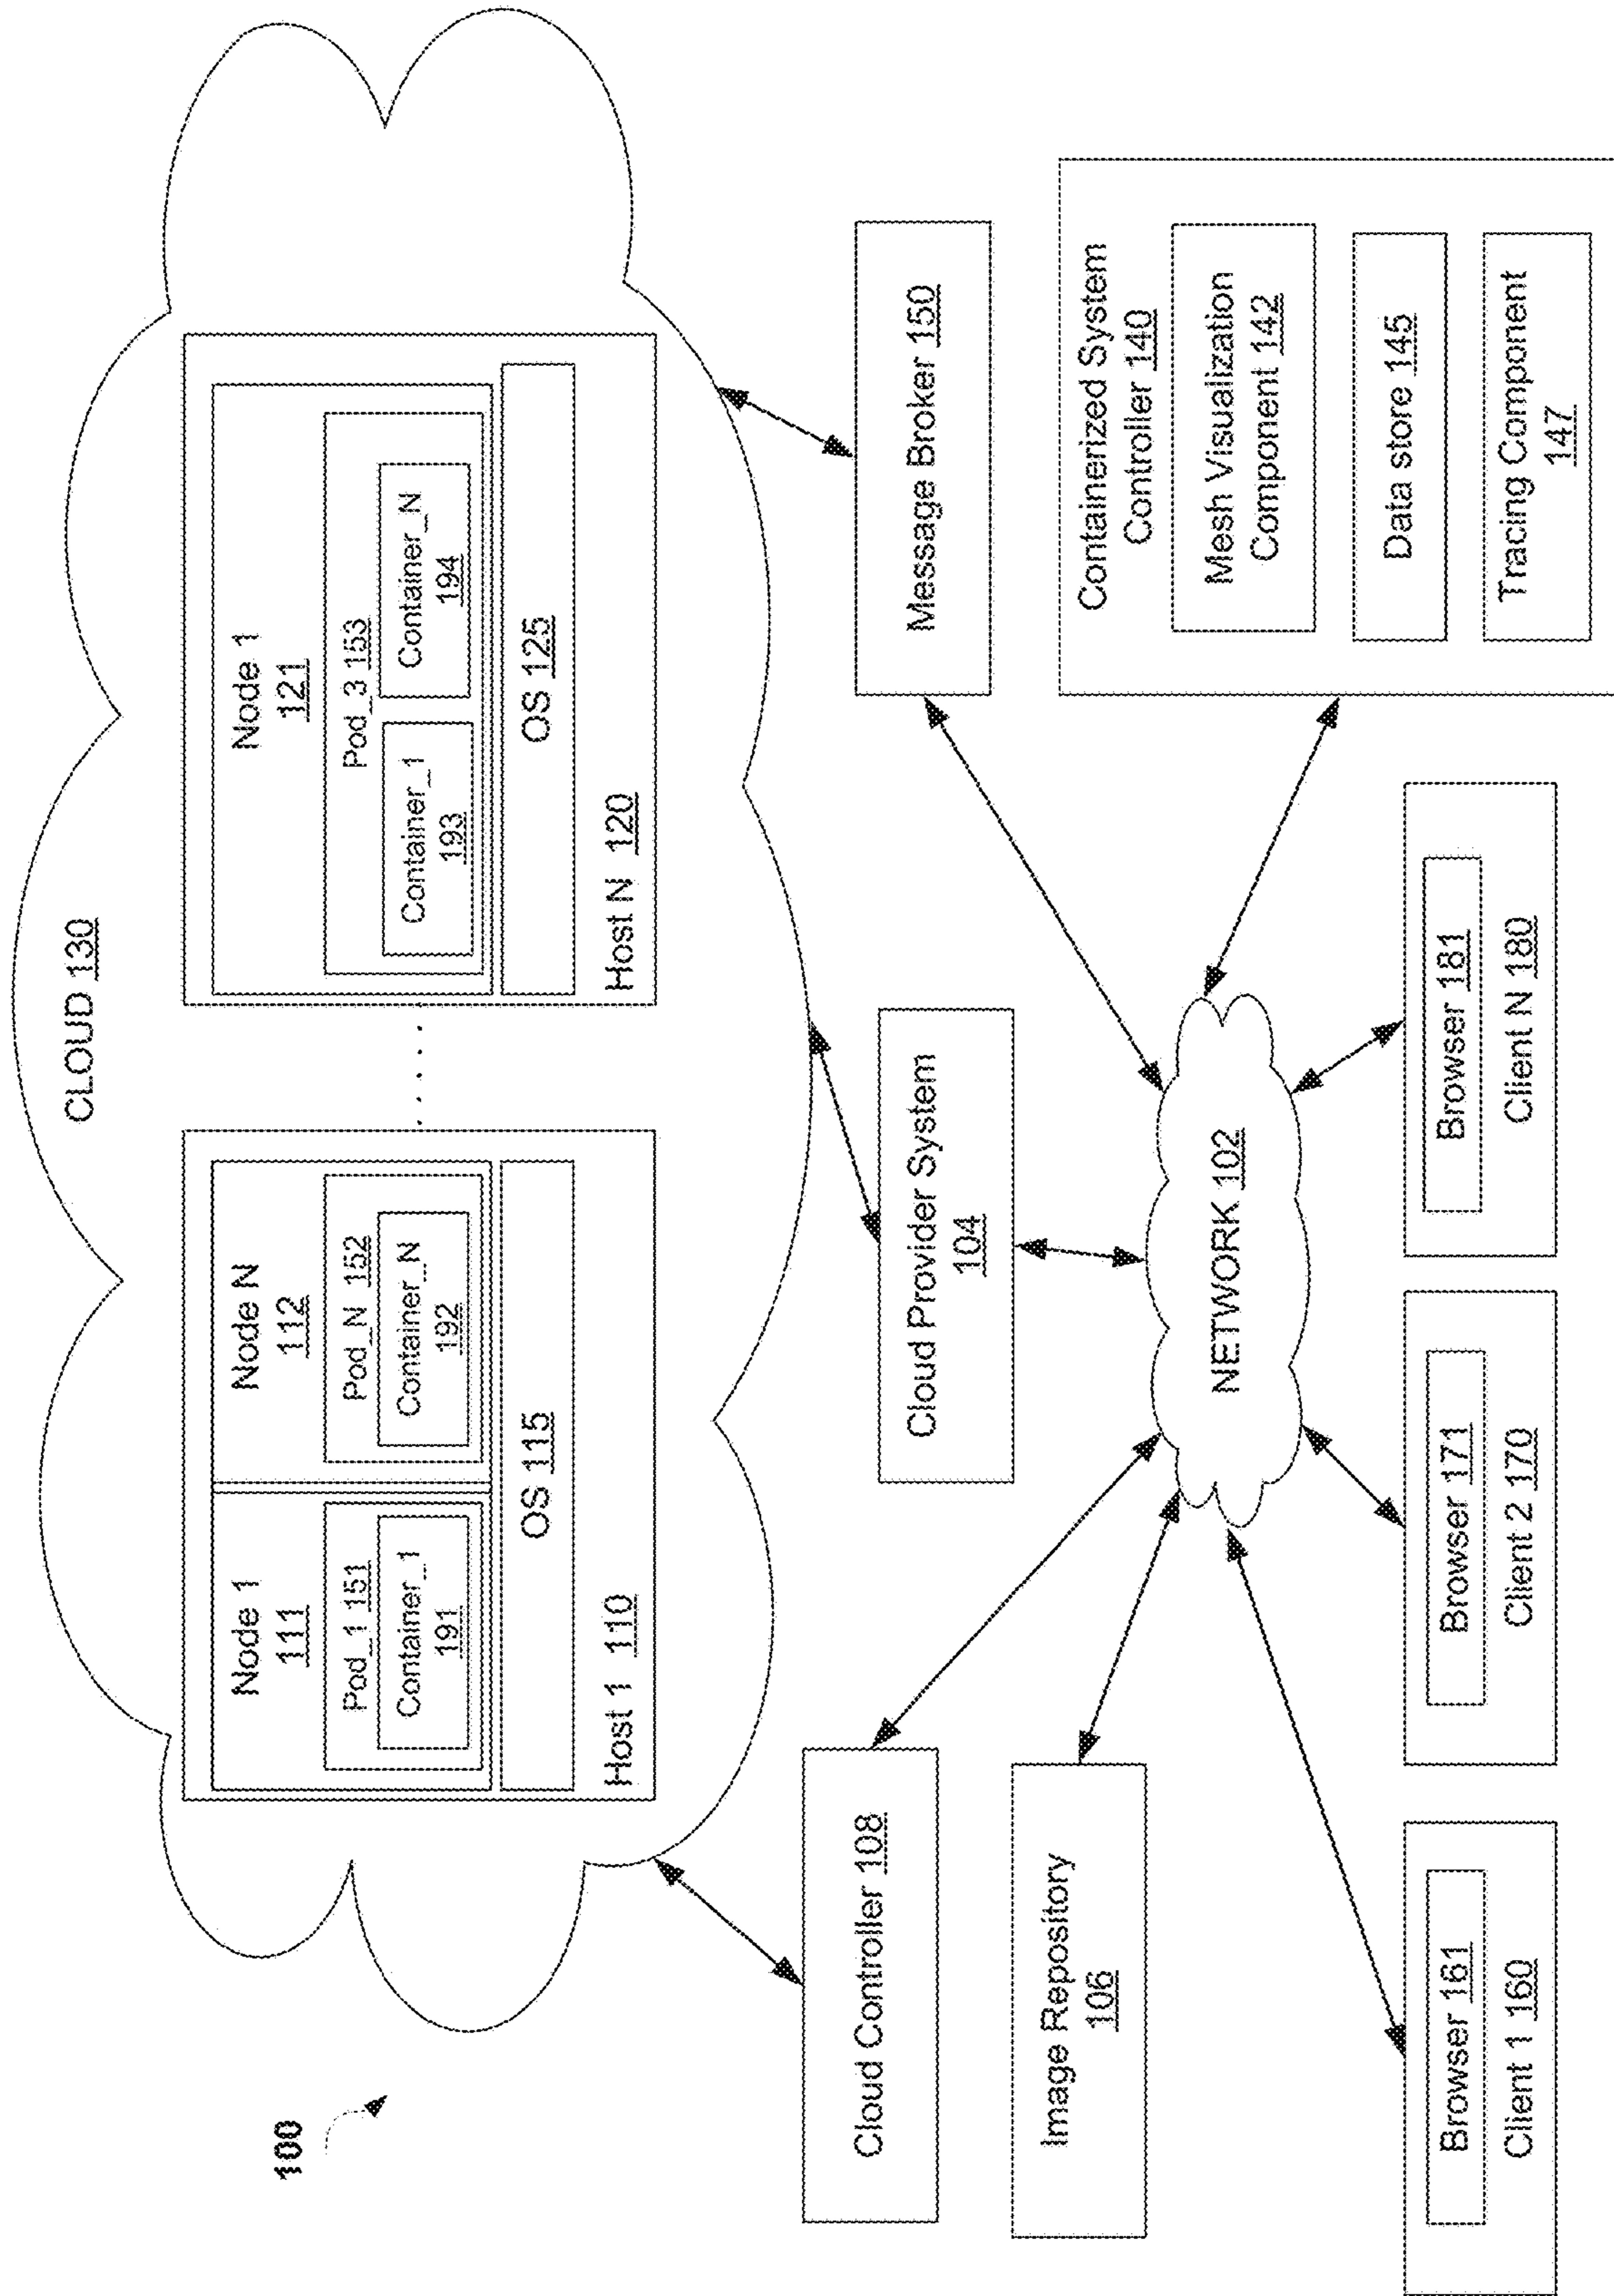 100
CLOUD 130
Node 1
111
Pod_1 151
Container_1
191
Node N
112
Pod_N 152
Container_N
192
OS 115
Host 1 110
. . . . .
Node 1
121
Pod_3 153
Container_1
193
Container_N
194
OS 125
Host N 120
Cloud Controller 108
Cloud Provider System
104
Message Broker 150
Image Repository
106
NETWORK 102
Containerized System
Controller 140
Mesh Visualization
Component 142
Data store 145
Tracing Component
147
Browser 161
Client 1 160
Browser 171
Client 2 170
Browser 181
Client N 180